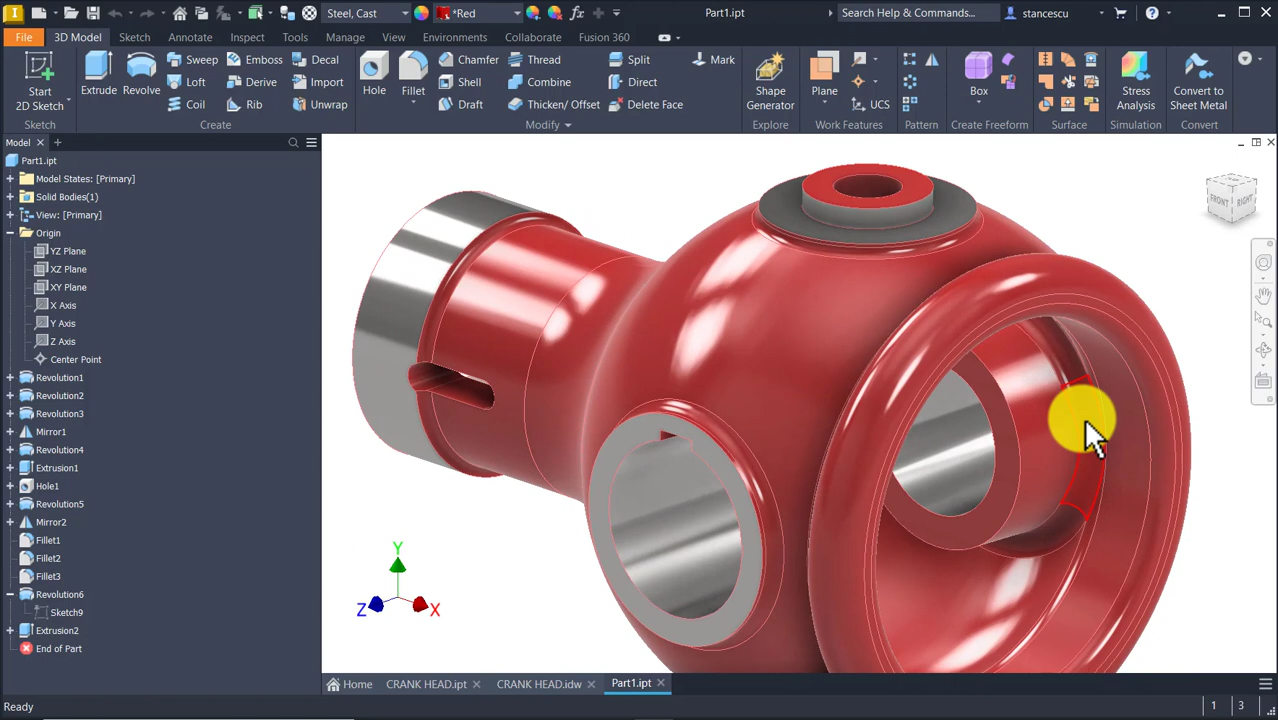 Steel, Cast *Red fx Part1.ipt Search Help & Commands... stancescu
File 3D Model Sketch Annotate Inspect Tools Manage View Environments Collaborate Fusion 360
Start
2D Sketch
Extrude
Revolve
Sweep Emboss Decal
Loft Derive Import
Coil Rib Unwrap
Hole
Fillet
Chamfer Thread Split Mark
Shell Combine Direct
Draft Thicken/ Offset Delete Face
Shape
Generator
Plane
UCS
Box
Stress
Analysis
Convert to
Sheet Metal
Sketch Create Modify Explore Work Features Pattern Create Freeform Surface Simulation Convert
Model
Part1.ipt
Model States: [Primary]
Solid Bodies(1)
View: [Primary]
Origin
YZ Plane
XZ Plane
XY Plane
X Axis
Y Axis
Z Axis
Center Point
Revolution1
Revolution2
Revolution3
Mirror1
Revolution4
Extrusion1
Hole1
Revolution5
Mirror2
Fillet1
Fillet2
Fillet3
Revolution6
Sketch9
Extrusion2
End of Part
FRONT RIGHT
Y
Z X
Home CRANK HEAD.ipt CRANK HEAD.idw Part1.ipt
Ready 1 3